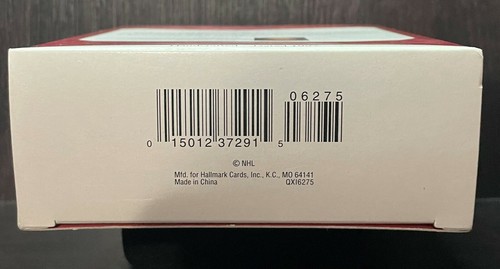 06275
0 15012 37291 5
© NHL
Mfd. for Hallmark Cards, Inc., K.C., MO 64141
Made in China QXI6275